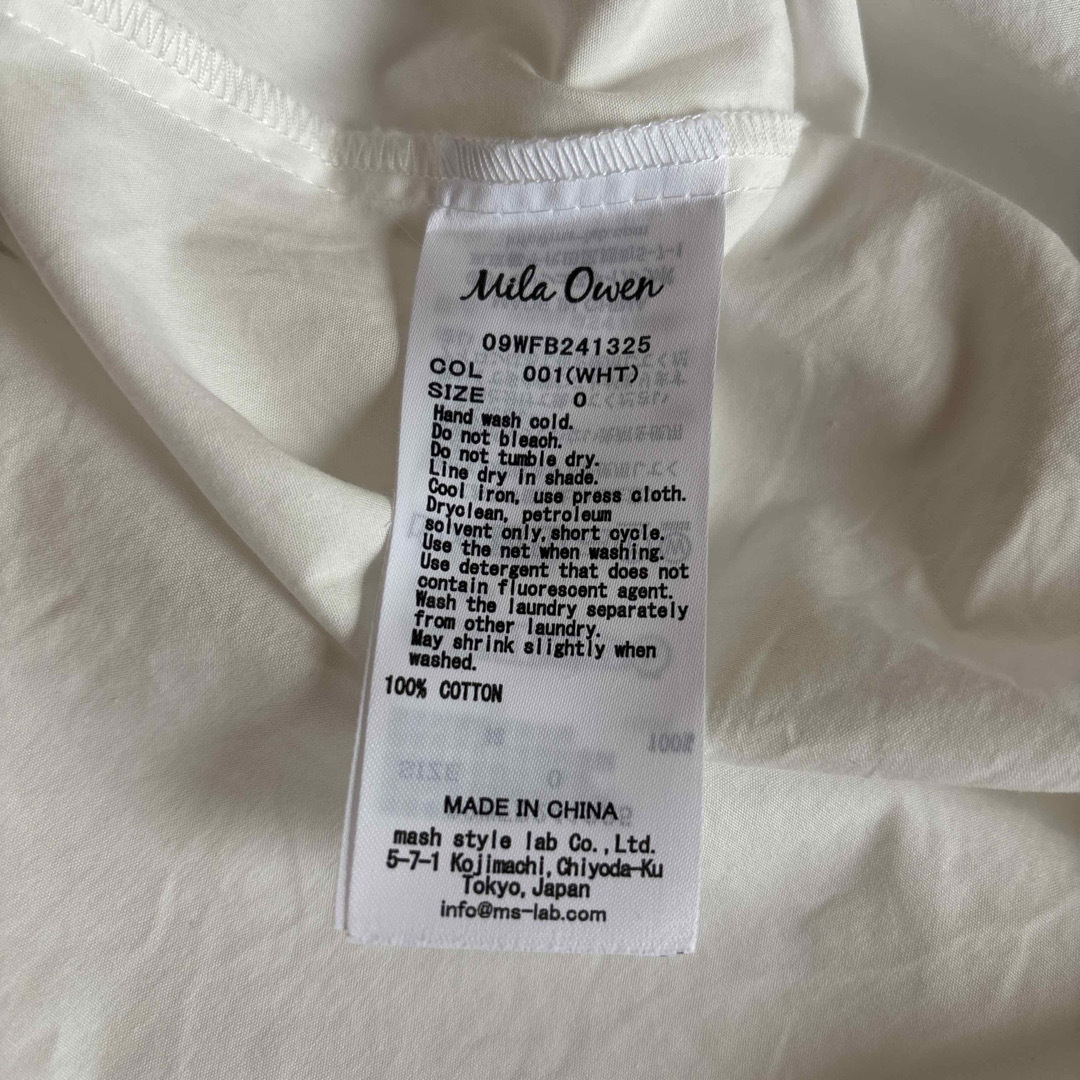 Mila Owen
09WFB241325
COL 001(WHT)
SIZE 0
Hand wash cold.
Do not bleach.
Do not tumble dry.
Line dry in shade.
Cool iron, use press cloth.
Dryclean, petroleum
solvent only,short cycle.
Use the net when washing.
Use detergent that does not
contain fluorescent agent.
Wash the laundry separately
from other laundry.
May shrink slightly when
washed.
100% COTTON
MADE IN CHINA
mash style lab Co.,Ltd.
5-7-1 Kojimachi,Chiyoda-Ku
Tokyo,Japan
info@ms-lab.com